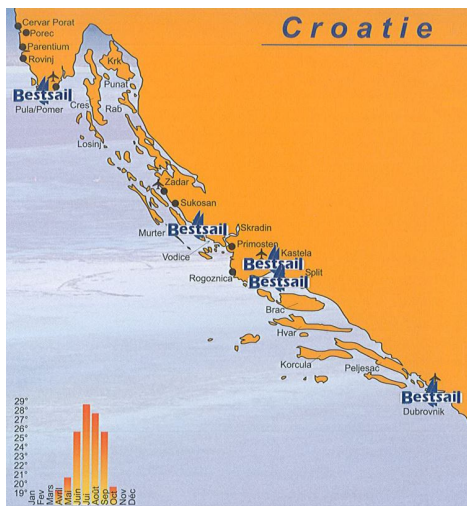 Croatie
Cervar Porat
Porec
Parentium
Rovinj
Bestsail
Pula/Pomer
Krk
Punat
Cres
Rab
Losinj
Zadar
Sukosan
Bestsail
Murter
Skradin
Primosten
Vodice
Kastela
Bestsail
Split
Rogoznica
Bestsail
Brac
Hvar
Korcula
Peljesac
Bestsail
Dubrovnik
29°
28°
27°
26°
25°
24°
23°
22°
21°
20°
19°
Jan
Fev
Mars
Avril
Mai
Juin
Jui
Août
Sep
Oct
Nov
Déc